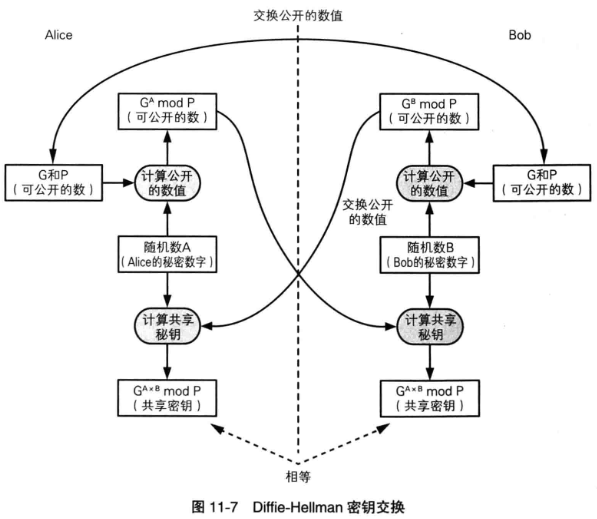 交换公开的数值
Alice
Bob
G^A mod P
（可公开的数）
G^B mod P
（可公开的数）
G和P
（可公开的数）
计算公开
的数值
计算公开
的数值
G和P
（可公开的数）
交换公开
的数值
随机数A
（Alice的秘密数字）
随机数B
（Bob的秘密数字）
计算共享
秘钥
计算共享
秘钥
G^A×B mod P
（共享密钥）
G^A×B mod P
（共享密钥）
相等
图 11-7 Diffie-Hellman 密钥交换